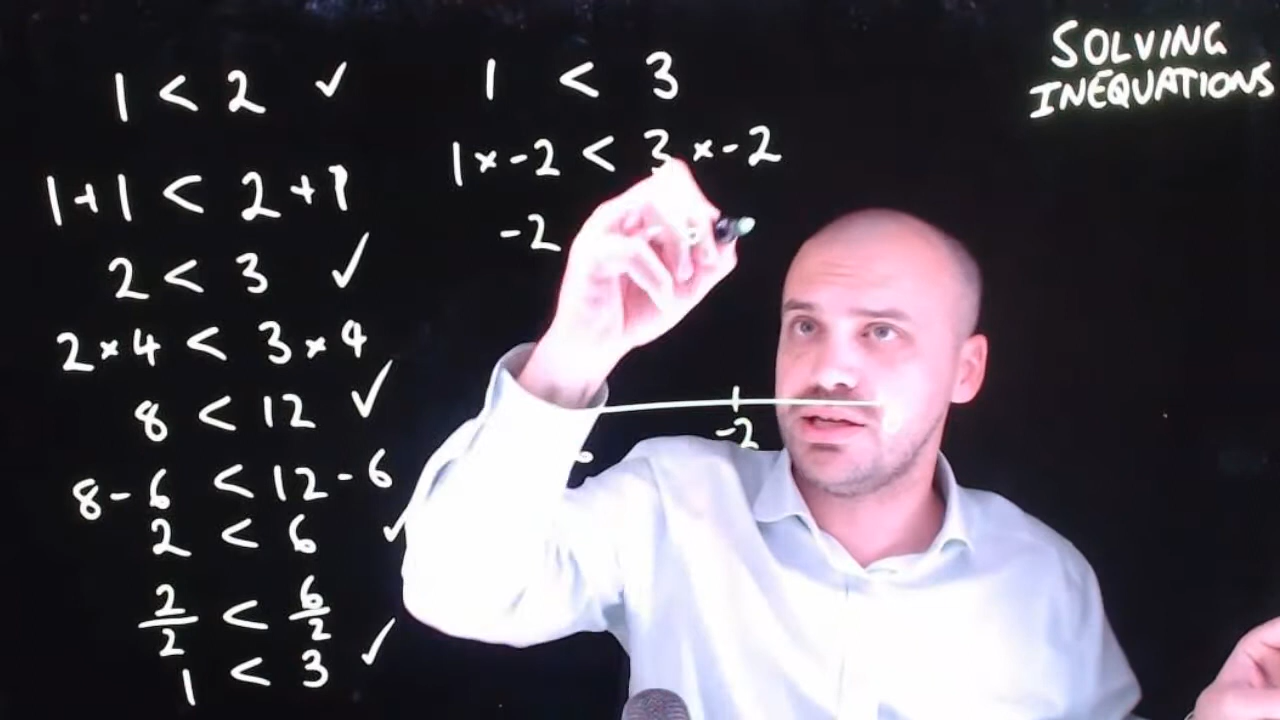 SOLVING
INEQUATIONS
1 < 2 ✓
1+1 < 2+1
2 < 3 ✓
2×4 < 3×4
8 < 12 ✓
8-6 < 12-6
2 < 6 ✓
2/2 < 6/2
1 < 3 ✓
1 < 3
1×-2 < 3×-2
-2
-2